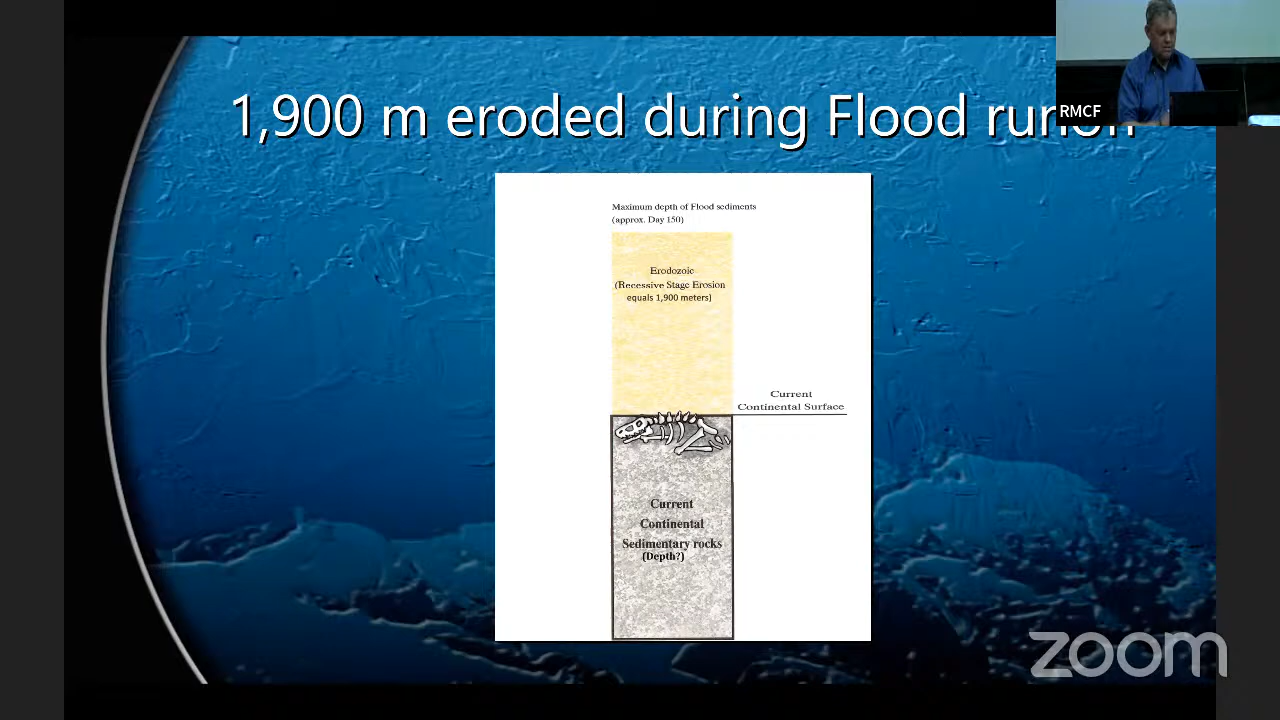 1,900 m eroded during Flood
RMCF
Maximum depth of Flood sediments
(approx. Day 150)
Erodozoic
(Recessive Stage Erosion
equals 1,900 meters)
Current
Continental Surface
Current
Continental
Sedimentary rocks
(Depth?)
zoom